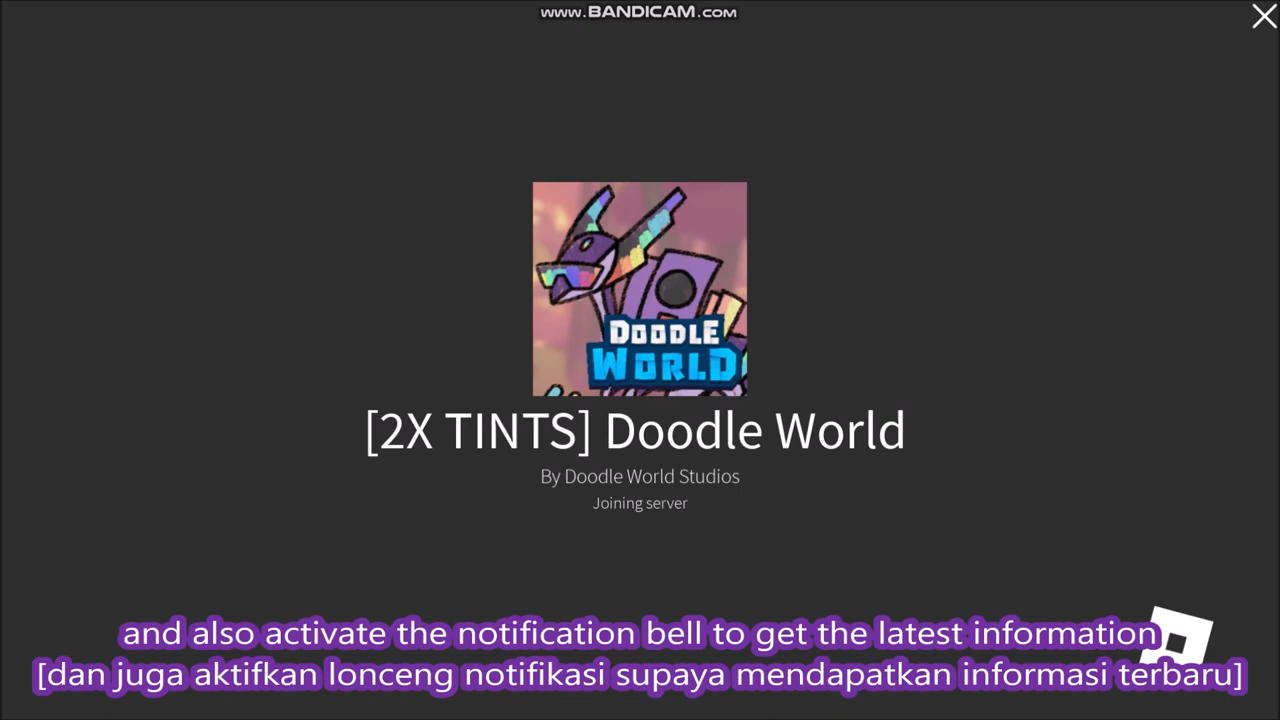 www.BANDICAM.com
DOODLE
WORLD
[2X TINTS] Doodle World
By Doodle World Studios
Joining server
and also activate the notification bell to get the latest information
[dan juga aktifkan lonceng notifikasi supaya mendapatkan informasi terbaru]